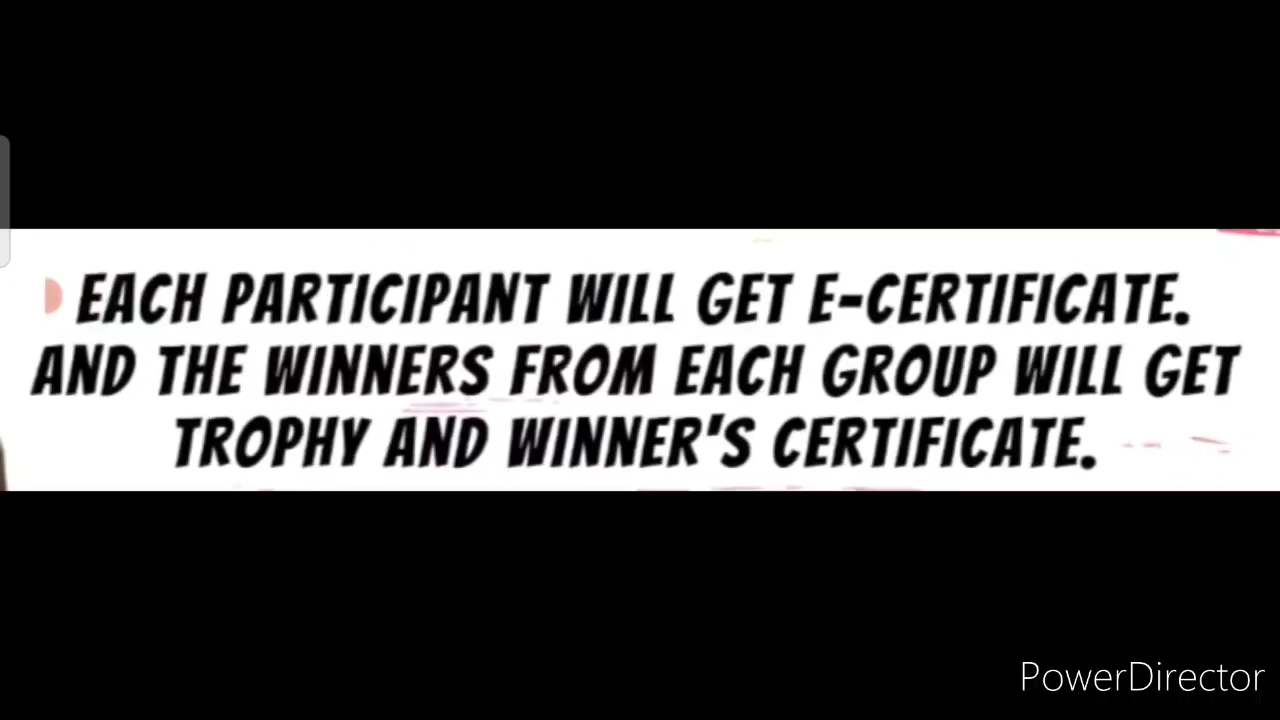 EACH PARTICIPANT WILL GET E-CERTIFICATE.
AND THE WINNERS FROM EACH GROUP WILL GET
TROPHY AND WINNER'S CERTIFICATE.
PowerDirector